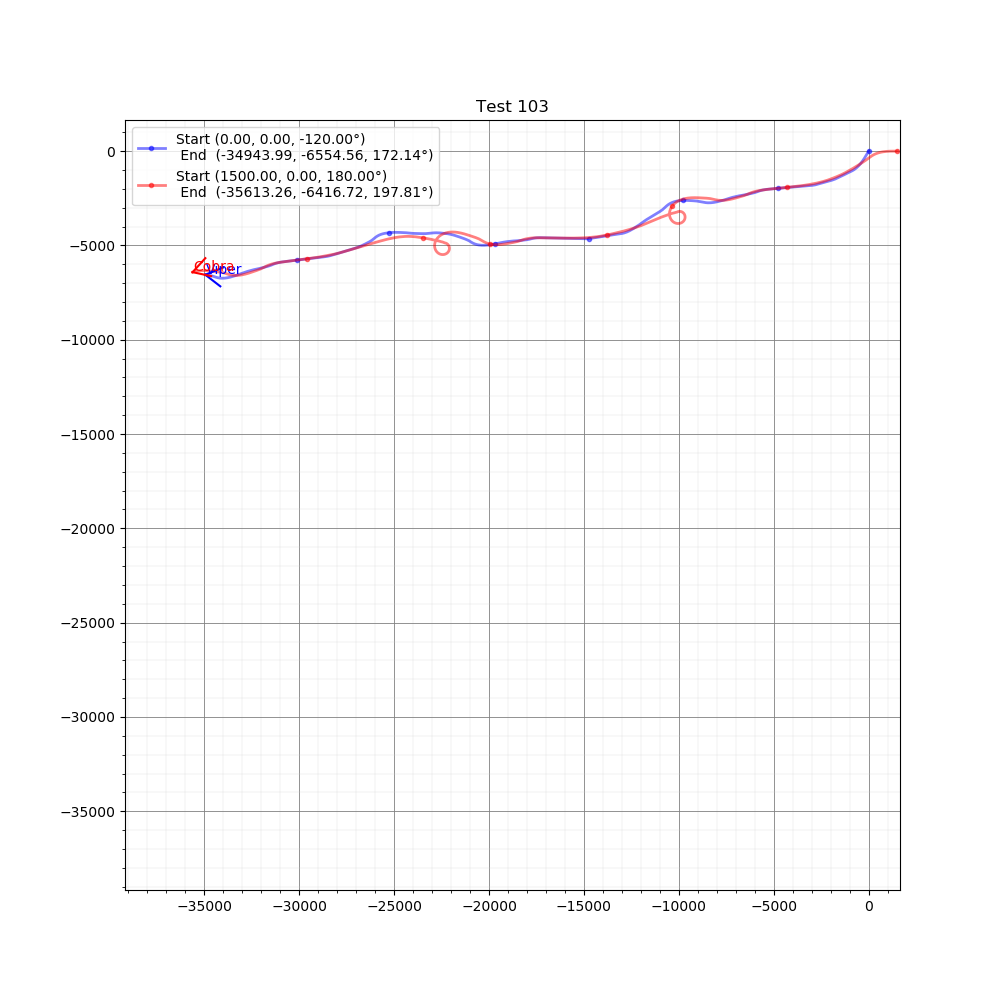 Test 103
Start (0.00, 0.00, -120.00°)
End  (-34943.99, -6554.56, 172.14°)
Start (1500.00, 0.00, 180.00°)
End  (-35613.26, -6416.72, 197.81°)
0
−5000
−10000
−15000
−20000
−25000
−30000
−35000
Cobra
Viper
−35000 −30000 −25000 −20000 −15000 −10000 −5000 0